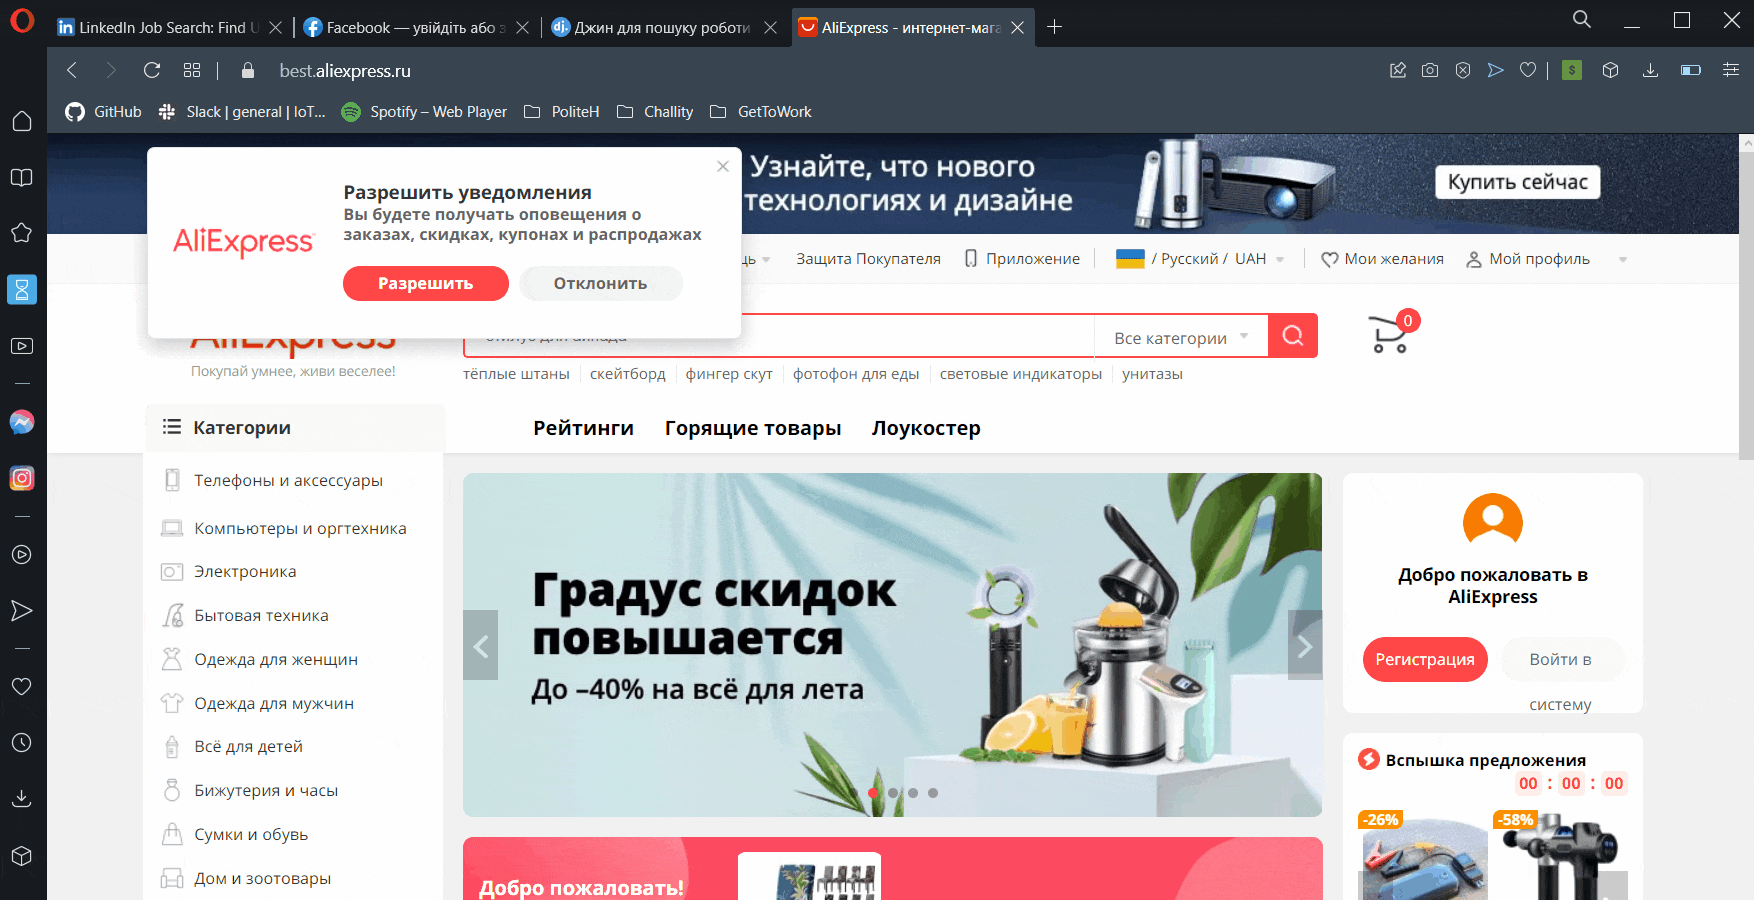 LinkedIn Job Search: Find U
Facebook — увійдіть або з
Джин для пошуку роботи
AliExpress - интернет-мага
best.aliexpress.ru
GitHub
Slack | general | IoT...
Spotify – Web Player
PoliteH
Challity
GetToWork
Узнайте, что нового
технологиях и дизайне
Купить сейчас
AliExpress
Разрешить уведомления
Вы будете получать оповещения о
заказах, скидках, купонах и распродажах
Разрешить
Отклонить
Защита Покупателя
Приложение
/ Русский / UAH
Мои желания
Мой профиль
AliExpress
Покупай умнее, живи веселее!
Все категории
0
тёплые штаны
скейтборд
фингер скут
фотофон для еды
световые индикаторы
унитазы
Категории
Рейтинги
Горящие товары
Лоукостер
Телефоны и аксессуары
Компьютеры и оргтехника
Электроника
Бытовая техника
Одежда для женщин
Одежда для мужчин
Всё для детей
Бижутерия и часы
Сумки и обувь
Дом и зоотовары
Градус скидок
повышается
До –40% на всё для лета
Добро пожаловать!
Добро пожаловать в
AliExpress
Регистрация
Войти в
систему
Вспышка предложения
00 : 00 : 00
-26%
-58%